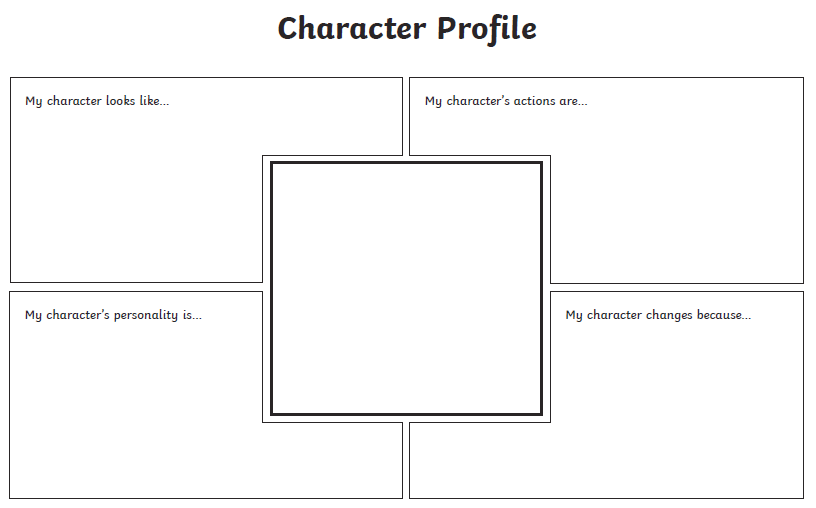 Character Profile
My character looks like...
My character's actions are...
My character's personality is...
My character changes because...